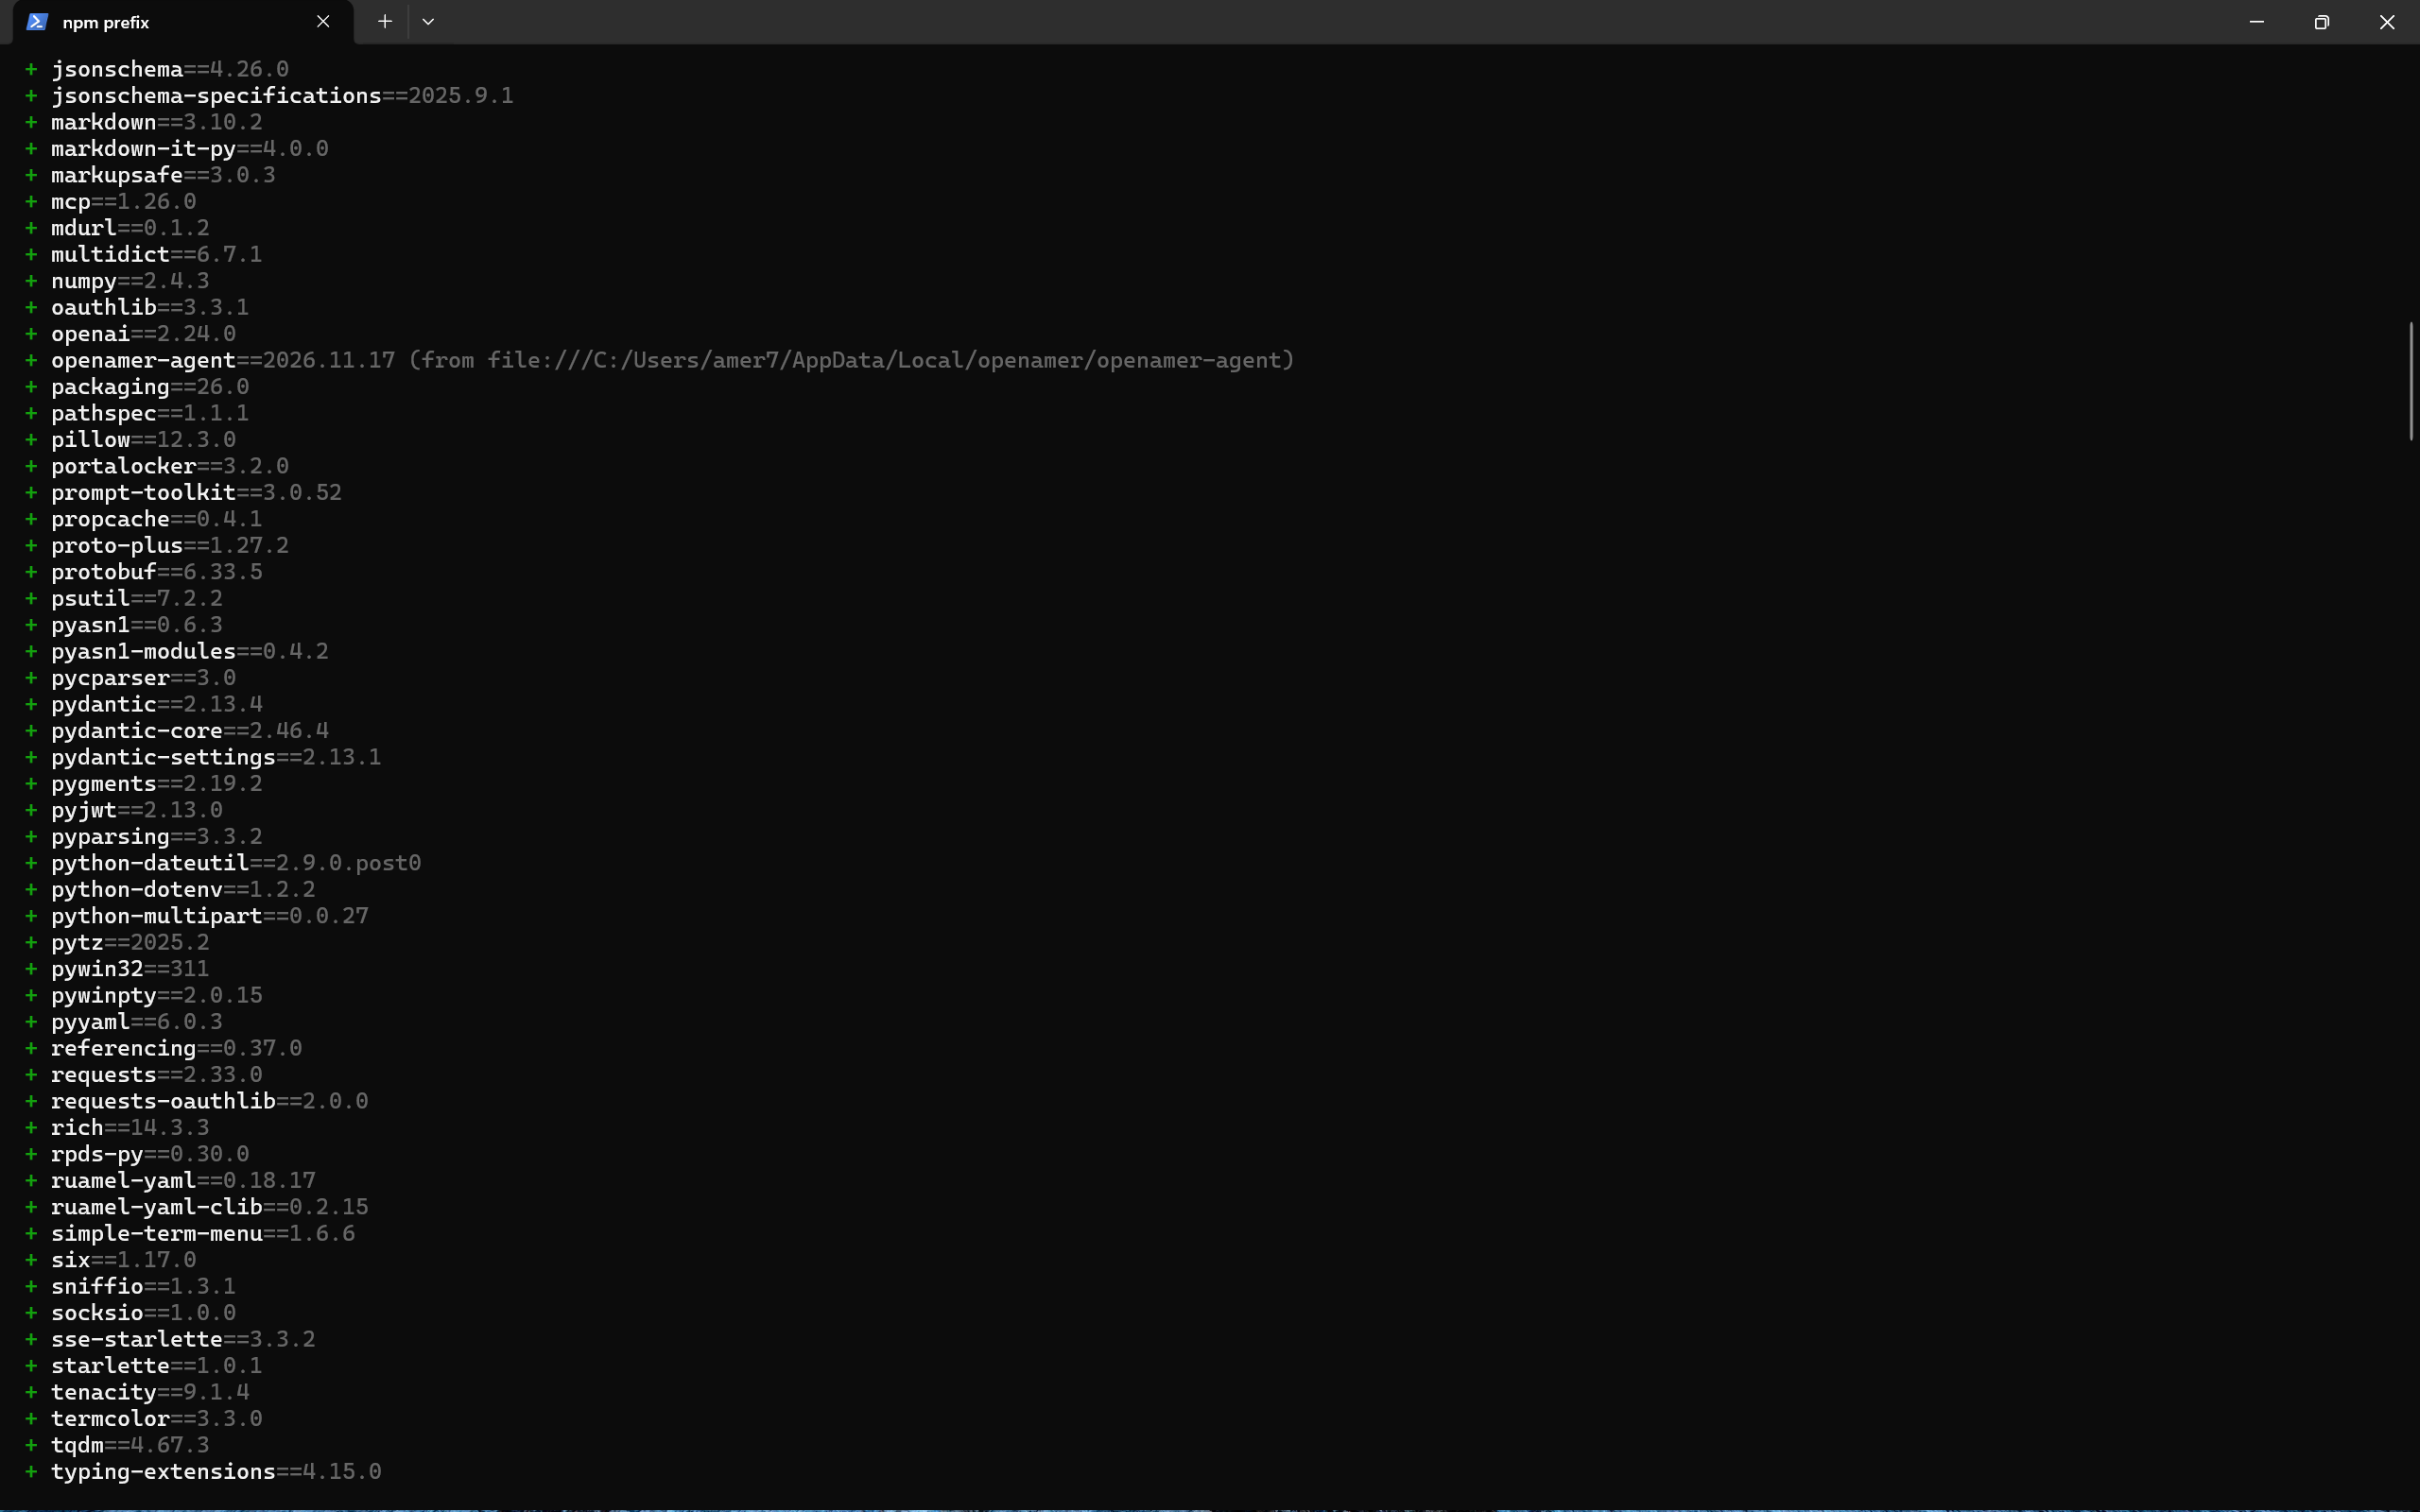 npm prefix
+ jsonschema==4.26.0
+ jsonschema-specifications==2025.9.1
+ markdown==3.10.2
+ markdown-it-py==4.0.0
+ markupsafe==3.0.3
+ mcp==1.26.0
+ mdurl==0.1.2
+ multidict==6.7.1
+ numpy==2.4.3
+ oauthlib==3.3.1
+ openai==2.24.0
+ openamer-agent==2026.11.17 (from file:///C:/Users/amer7/AppData/Local/openamer/openamer-agent)
+ packaging==26.0
+ pathspec==1.1.1
+ pillow==12.3.0
+ portalocker==3.2.0
+ prompt-toolkit==3.0.52
+ propcache==0.4.1
+ proto-plus==1.27.2
+ protobuf==6.33.5
+ psutil==7.2.2
+ pyasn1==0.6.3
+ pyasn1-modules==0.4.2
+ pycparser==3.0
+ pydantic==2.13.4
+ pydantic-core==2.46.4
+ pydantic-settings==2.13.1
+ pygments==2.19.2
+ pyjwt==2.13.0
+ pyparsing==3.3.2
+ python-dateutil==2.9.0.post0
+ python-dotenv==1.2.2
+ python-multipart==0.0.27
+ pytz==2025.2
+ pywin32==311
+ pywinpty==2.0.15
+ pyyaml==6.0.3
+ referencing==0.37.0
+ requests==2.33.0
+ requests-oauthlib==2.0.0
+ rich==14.3.3
+ rpds-py==0.30.0
+ ruamel-yaml==0.18.17
+ ruamel-yaml-clib==0.2.15
+ simple-term-menu==1.6.6
+ six==1.17.0
+ sniffio==1.3.1
+ socksio==1.0.0
+ sse-starlette==3.3.2
+ starlette==1.0.1
+ tenacity==9.1.4
+ termcolor==3.3.0
+ tqdm==4.67.3
+ typing-extensions==4.15.0